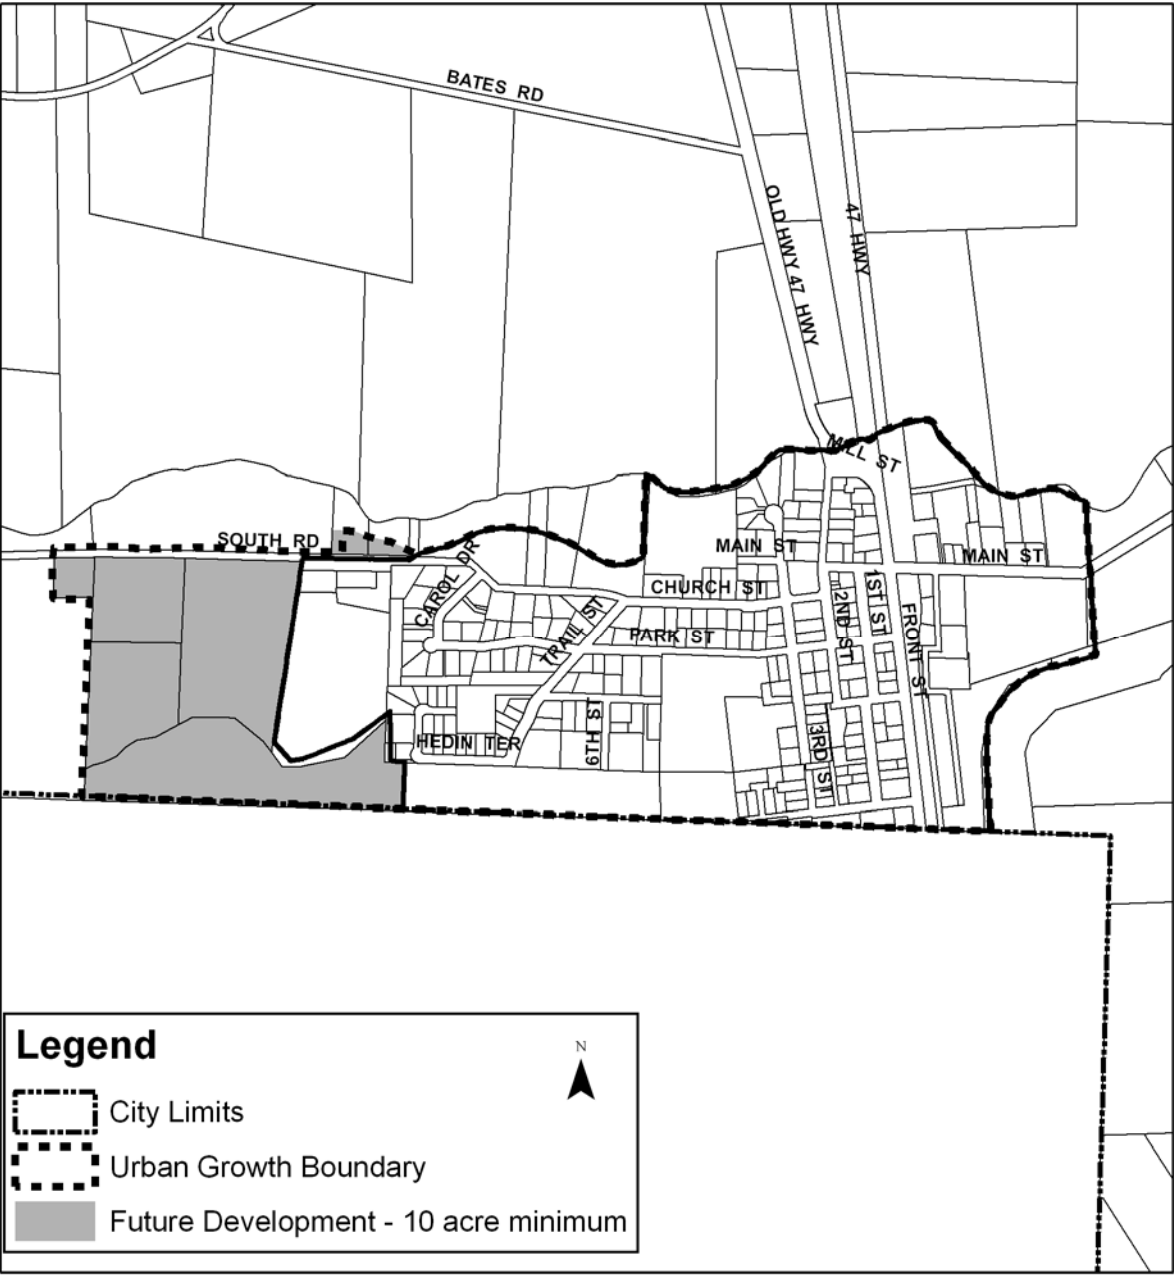 BATES RD
OLD HWY 47 HWY
47 HWY
MILL ST
SOUTH RD
MAIN ST
MAIN ST
CAROL DR
CHURCH ST
1ST ST
2ND ST
FRONT ST
TRAIL ST
PARK ST
HEDIN TER
9TH ST
3RD ST
Legend
N
City Limits
Urban Growth Boundary
Future Development - 10 acre minimum